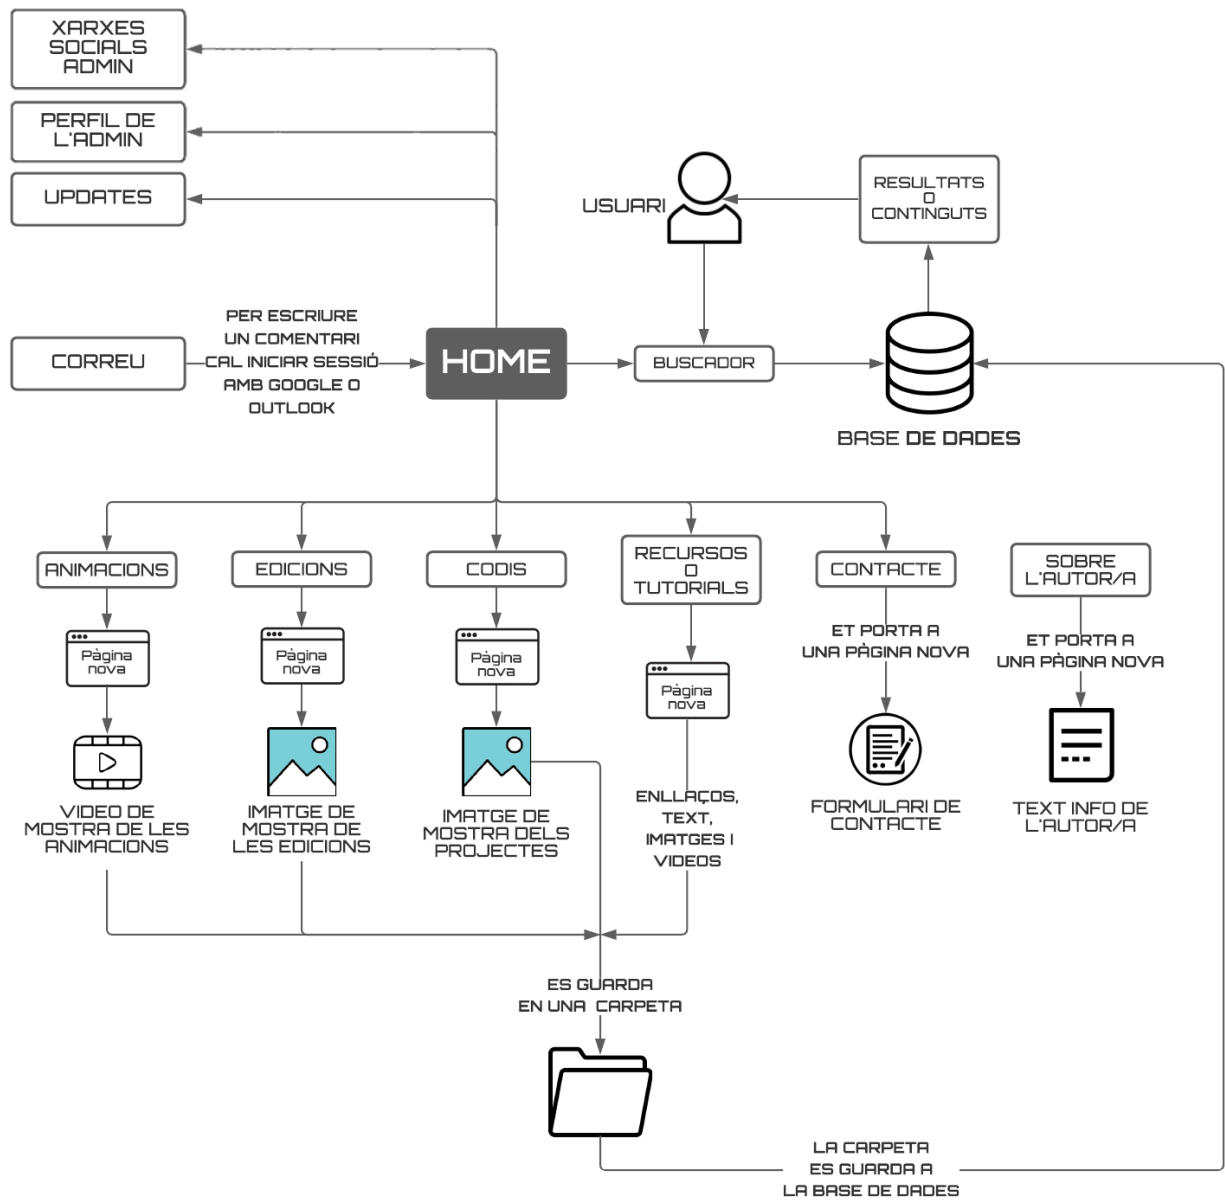 XARXES
SOCIALS
ADMIN
PERFIL DE
L'ADMIN
UPDATES
USUARI
RESULTATS
O
CONTINGUTS
CORREU
PER ESCRIURE
UN COMENTARI
CAL INICIAR SESSIÓ
AMB GOOGLE O
OUTLOOK
HOME
BUSCADOR
BASE DE DADES
ANIMACIONS
EDICIONS
CODIS
RECURSOS
O
TUTORIALS
CONTACTE
SOBRE
L'AUTOR/A
Pàgina
nova
Pàgina
nova
Pàgina
nova
Pàgina
nova
ET PORTA A
UNA PÀGINA NOVA
ET PORTA A
UNA PÀGINA NOVA
VIDEO DE
MOSTRA DE LES
ANIMACIONS
IMATGE DE
MOSTRA DE
LES EDICIONS
IMATGE DE
MOSTRA DELS
PROJECTES
ENLLAÇOS,
TEXT,
IMATGES I
VIDEOS
FORMULARI DE
CONTACTE
TEXT INFO DE
L'AUTOR/A
ES GUARDA
EN UNA CARPETA
LA CARPETA
ES GUARDA A
LA BASE DE DADES